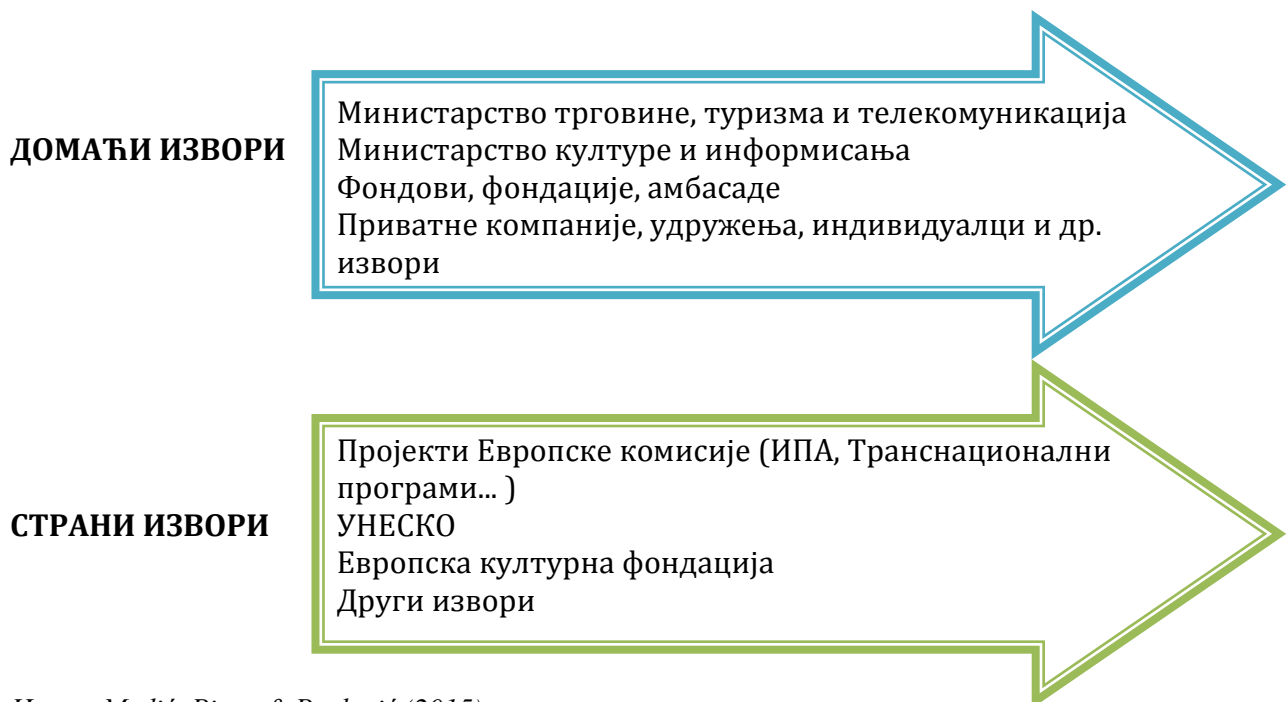 ДОМАЋИ ИЗВОРИ
Министарство трговине, туризма и телекомуникација
Министарство културе и информисања
Фондови, фондације, амбасаде
Приватне компаније, удружења, индивидуалци и др.
извори
СТРАНИ ИЗВОРИ
Пројекти Европске комисије (ИПА, Транснационални
програми... )
УНЕСКО
Европска културна фондација
Други извори